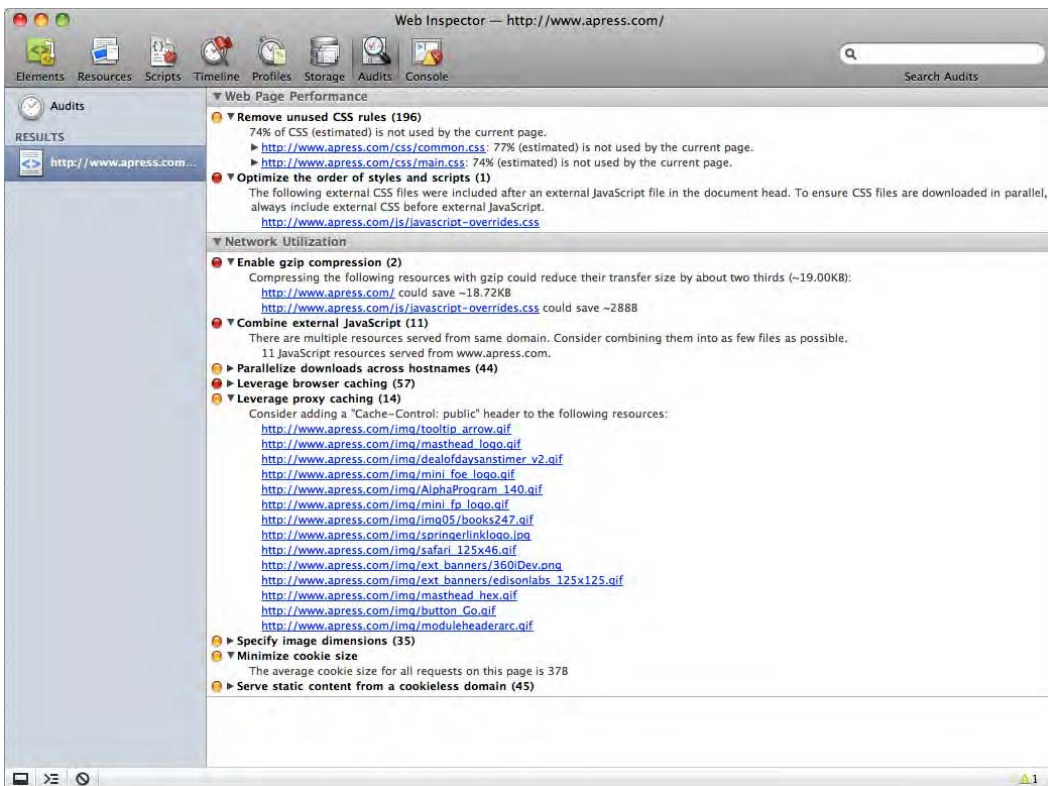 Web Inspector — http://www.apress.com/
Elements Resources Scripts Timeline Profiles Storage Audits Console
Search Audits
Audits
RESULTS
http://www.apress.com...
Web Page Performance
Remove unused CSS rules (196)
74% of CSS (estimated) is not used by the current page.
http://www.apress.com/css/common.css: 77% (estimated) is not used by the current page.
http://www.apress.com/css/main.css: 74% (estimated) is not used by the current page.
Optimize the order of styles and scripts (1)
The following external CSS files were included after an external JavaScript file in the document head. To ensure CSS files are downloaded in parallel,
always include external CSS before external JavaScript.
http://www.apress.com/js/javascript-overrides.css
Network Utilization
Enable gzip compression (2)
Compressing the following resources with gzip could reduce their transfer size by about two thirds (~19.00KB):
http://www.apress.com/ could save ~18.72KB
http://www.apress.com/js/javascript-overrides.css could save ~288B
Combine external JavaScript (11)
There are multiple resources served from same domain. Consider combining them into as few files as possible.
11 JavaScript resources served from www.apress.com.
Parallelize downloads across hostnames (44)
Leverage browser caching (57)
Leverage proxy caching (14)
Consider adding a "Cache-Control: public" header to the following resources:
http://www.apress.com/img/tooltip_arrow.gif
http://www.apress.com/img/masthead_logo.gif
http://www.apress.com/img/dealofdaysanstimer_v2.gif
http://www.apress.com/img/mini_foe_logo.gif
http://www.apress.com/img/AlphaProgram_140.gif
http://www.apress.com/img/mini_fp_logo.gif
http://www.apress.com/img/img05/books247.gif
http://www.apress.com/img/springerlinklogo.jpg
http://www.apress.com/img/safari_125x46.gif
http://www.apress.com/img/ext_banners/360iDev.png
http://www.apress.com/img/ext_banners/edisonlabs_125x125.gif
http://www.apress.com/img/masthead_hex.gif
http://www.apress.com/img/button_Go.gif
http://www.apress.com/img/moduleheaderarc.gif
Specify image dimensions (35)
Minimize cookie size
The average cookie size for all requests on this page is 37B
Serve static content from a cookieless domain (45)
1